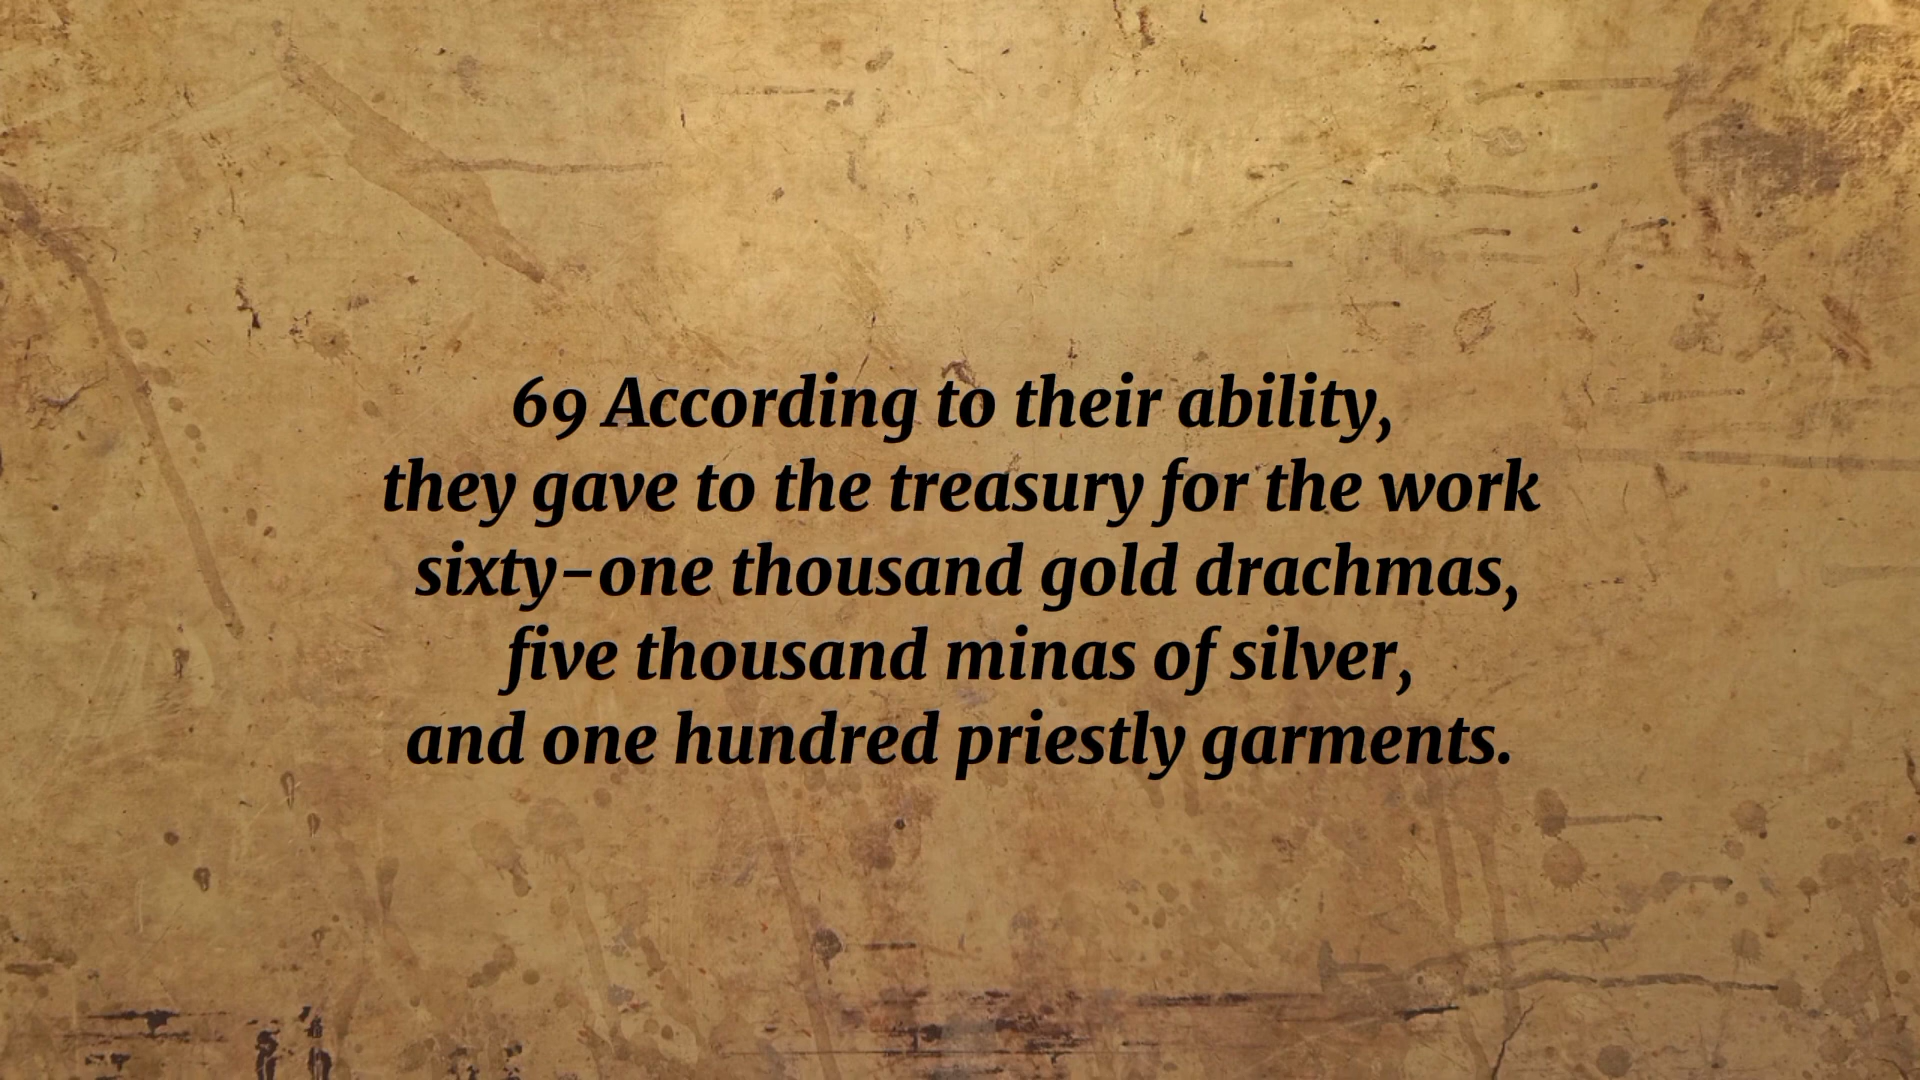 69 According to their ability,
they gave to the treasury for the work
sixty-one thousand gold drachmas,
five thousand minas of silver,
and one hundred priestly garments.